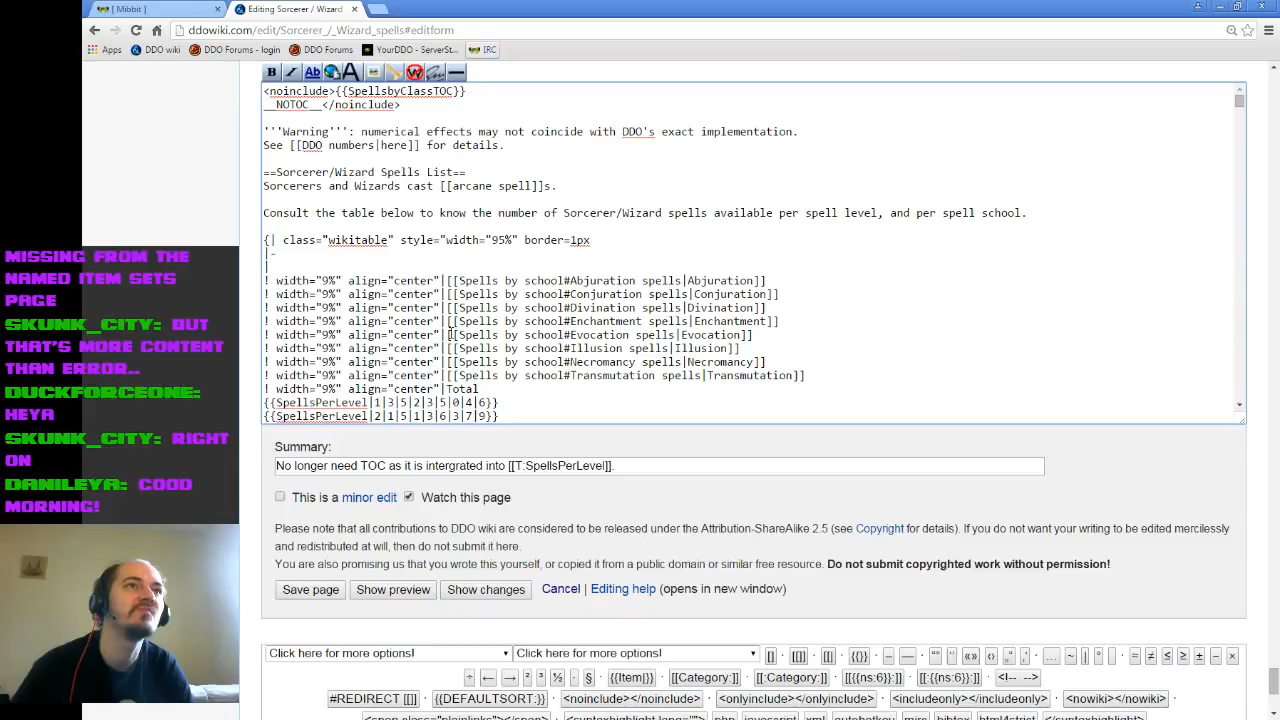 [ Mibbit ]
Editing Sorcerer / Wizard
ddowiki.com/edit/Sorcerer_/_Wizard_spells#editform
Apps DDO wiki DDO Forums - login DDO Forums YourDDO - ServerSt... IRC
B I Ab A
<noinclude>{{SpellsbyClassTOC}}
__NOTOC__</noinclude>
'''Warning''': numerical effects may not coincide with DDO's exact implementation.
See [[DDO numbers|here]] for details.
==Sorcerer/Wizard Spells List==
Sorcerers and Wizards cast [[arcane spell]]s.
Consult the table below to know the number of Sorcerer/Wizard spells available per spell level, and per spell school.
{| class="wikitable" style="width="95%" border=1px
|-
|
! width="9%" align="center"|[[Spells by school#Abjuration spells|Abjuration]]
! width="9%" align="center"|[[Spells by school#Conjuration spells|Conjuration]]
! width="9%" align="center"|[[Spells by school#Divination spells|Divination]]
! width="9%" align="center"|[[Spells by school#Enchantment spells|Enchantment]]
! width="9%" align="center"|[[Spells by school#Evocation spells|Evocation]]
! width="9%" align="center"|[[Spells by school#Illusion spells|Illusion]]
! width="9%" align="center"|[[Spells by school#Necromancy spells|Necromancy]]
! width="9%" align="center"|[[Spells by school#Transmutation spells|Transmutation]]
! width="9%" align="center"|Total
{{SpellsPerLevel|1|3|5|2|3|5|0|4|6}}
{{SpellsPerLevel|2|1|5|1|3|6|3|7|9}}
MISSING FROM THE
NAMED ITEM SETS
PAGE
SKUNK_CITY: BUT
THAT'S MORE CONTENT
THAN ERROR..
DUCKFORCEONE:
HEYA
SKUNK_CITY: RIGHT
ON
DANILEYA: GOOD
MORNING!
Summary:
No longer need TOC as it is intergrated into [[T:SpellsPerLevel]].
This is a minor edit Watch this page
Please note that all contributions to DDO wiki are considered to be released under the Attribution-ShareAlike 2.5 (see Copyright for details). If you do not want your writing to be edited mercilessly
and redistributed at will, then do not submit it here.
You are also promising us that you wrote this yourself, or copied it from a public domain or similar free resource. Do not submit copyrighted work without permission!
Save page Show preview Show changes Cancel | Editing help (opens in new window)
Click here for more options! Click here for more options!
{{Item}} · [[Category:]] · [[:Category:]] · [[{{ns:6}}:]] · [[:{{ns:6}}:]] · <!-- -->
#REDIRECT [[]] · {{DEFAULTSORT:}} · <noinclude></noinclude> · <onlyinclude></onlyinclude> · <includeonly></includeonly> · <nowiki></nowiki> ·